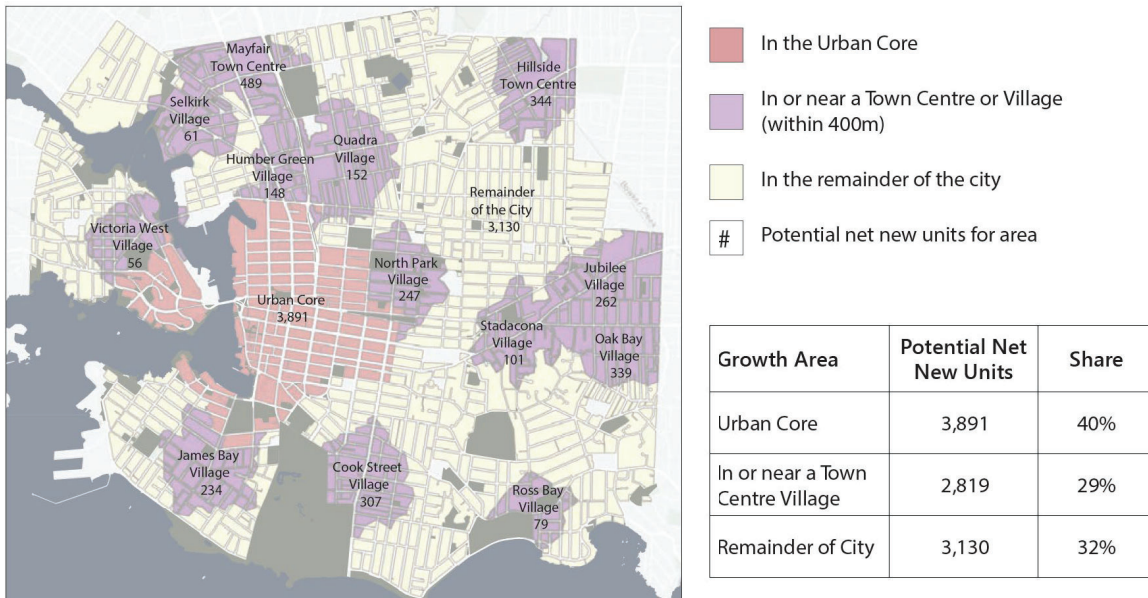 Mayfair
Town Centre
489
Hillside
Town Centre
344
Selkirk
Village
61
Quadra
Village
152
Humber Green
Village
148
Remainder
of the City
3,130
Victoria West
Village
56
North Park
Village
247
Jubilee
Village
262
Urban Core
3,891
Stadacona
Village
101
Oak Bay
Village
339
James Bay
Village
234
Cook Street
Village
307
Ross Bay
Village
79
In the Urban Core
In or near a Town Centre or Village
(within 400m)
In the remainder of the city
# Potential net new units for area
Growth Area
Potential Net
New Units
Share
Urban Core
3,891
40%
In or near a Town
Centre Village
2,819
29%
Remainder of City
3,130
32%